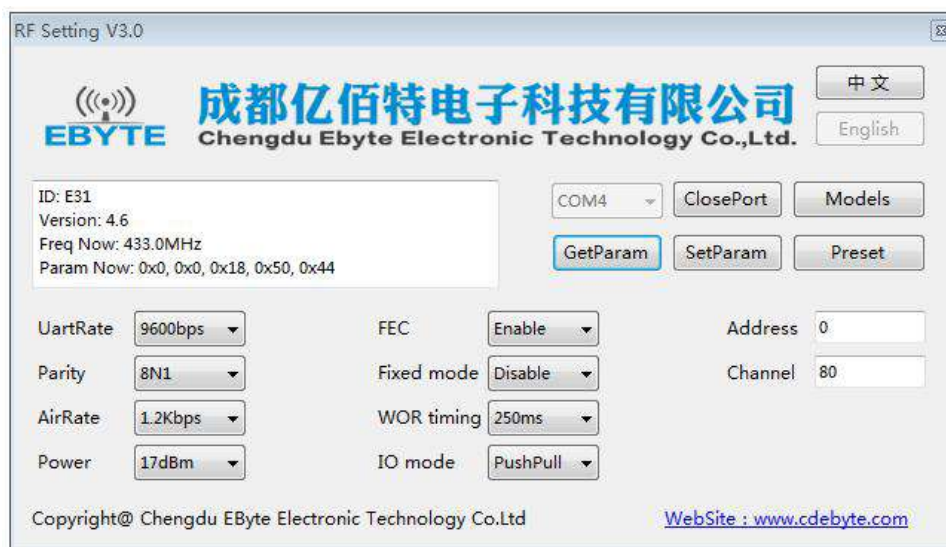 RF Setting V3.0
中文
EBYTE
成都亿佰特电子科技有限公司
Chengdu Ebyte Electronic Technology Co.,Ltd.
English
ID: E31
Version: 4.6
Freq Now: 433.0MHz
Param Now: 0x0, 0x0, 0x18, 0x50, 0x44
COM4 ClosePort Models
GetParam SetParam Preset
UartRate 9600bps FEC Enable Address 0
Parity 8N1 Fixed mode Disable Channel 80
AirRate 1.2Kbps WOR timing 250ms
Power 17dBm IO mode PushPull
Copyright@ Chengdu EByte Electronic Technology Co.Ltd WebSite : www.cdebyte.com